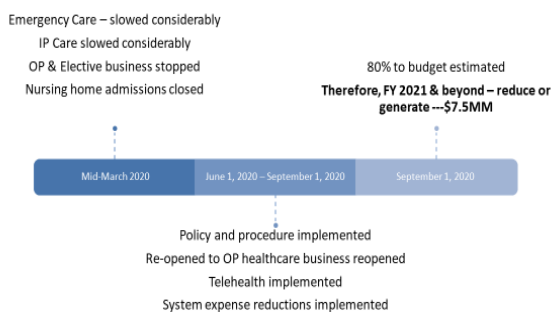 Emergency Care – slowed considerably
IP Care slowed considerably
OP & Elective business stopped
Nursing home admissions closed
80% to budget estimated
Therefore, FY 2021 & beyond – reduce or
generate ---$7.5MM
Mid-March 2020
June 1, 2020 – September 1, 2020
September 1, 2020
Policy and procedure implemented
Re-opened to OP healthcare business reopened
Telehealth implemented
System expense reductions implemented